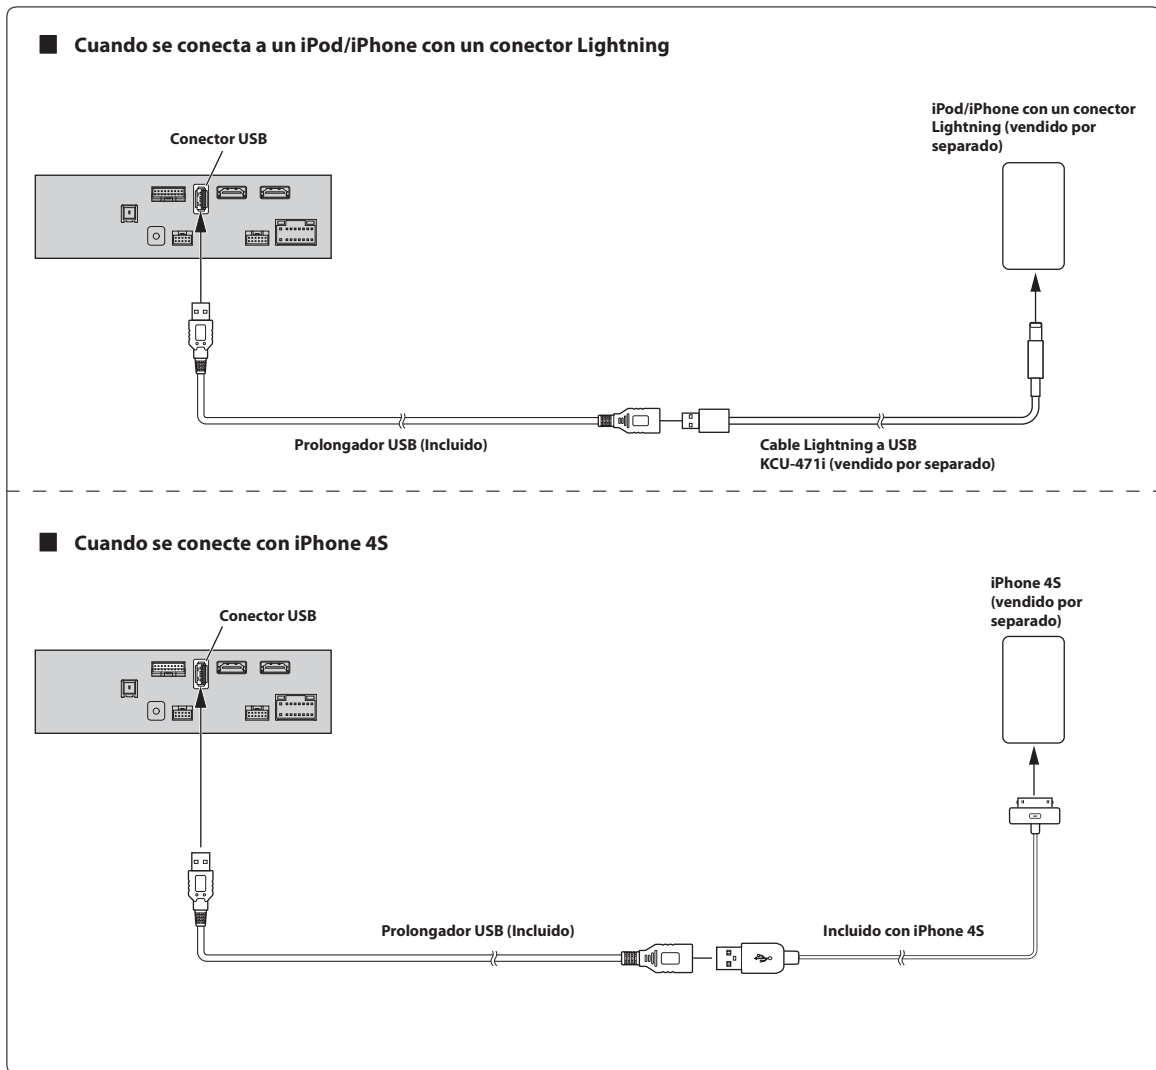 Cuando se conecta a un iPod/iPhone con un conector Lightning
iPod/iPhone con un conector
Lightning (vendido por
separado)
Conector USB
Prolongador USB (Incluido)
Cable Lightning a USB
KCU-471i (vendido por separado)
Cuando se conecte con iPhone 4S
iPhone 4S
(vendido por
separado)
Conector USB
Prolongador USB (Incluido)
Incluido con iPhone 4S